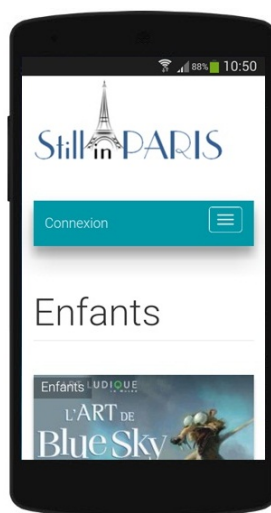 88% 10:50
Still in PARIS
Connexion
Enfants
Enfants LUDIQUE
L'ART DE
Blue Sky